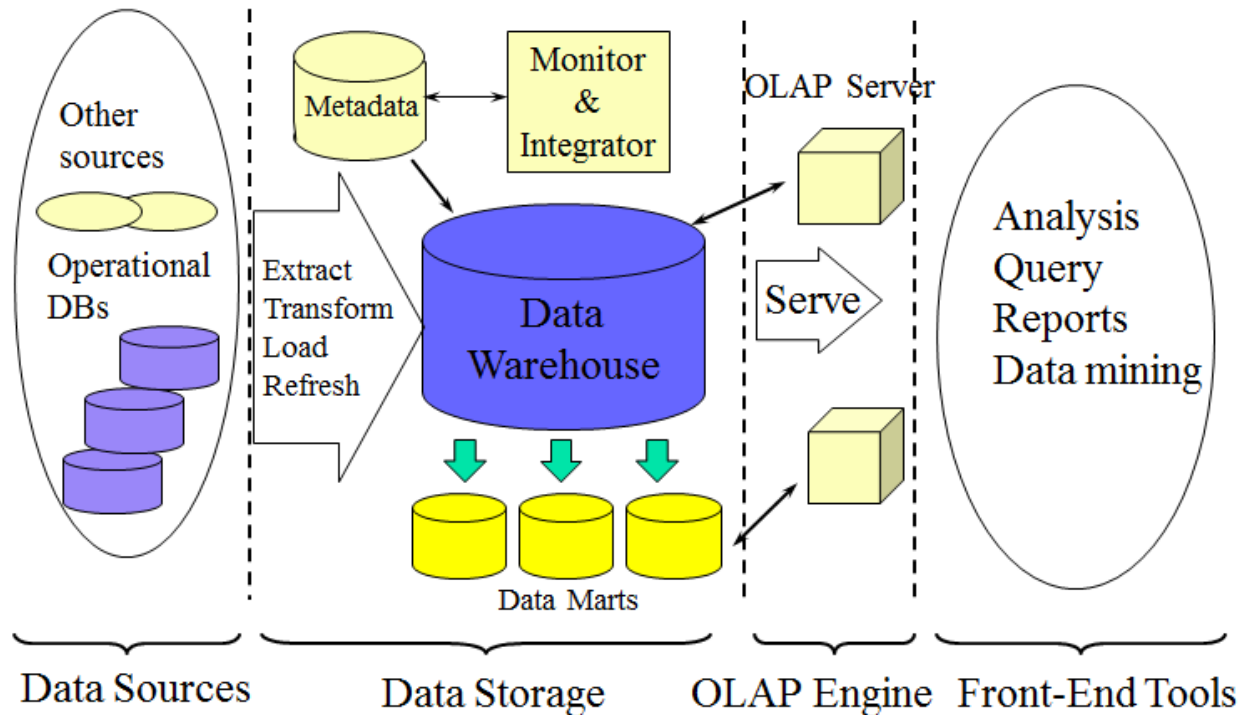 Other
sources
Operational
DBs
Extract
Transform
Load
Refresh
Metadata
Monitor
&
Integrator
Data
Warehouse
Data Marts
OLAP Server
Serve
Analysis
Query
Reports
Data mining
Data Sources
Data Storage
OLAP Engine
Front-End Tools